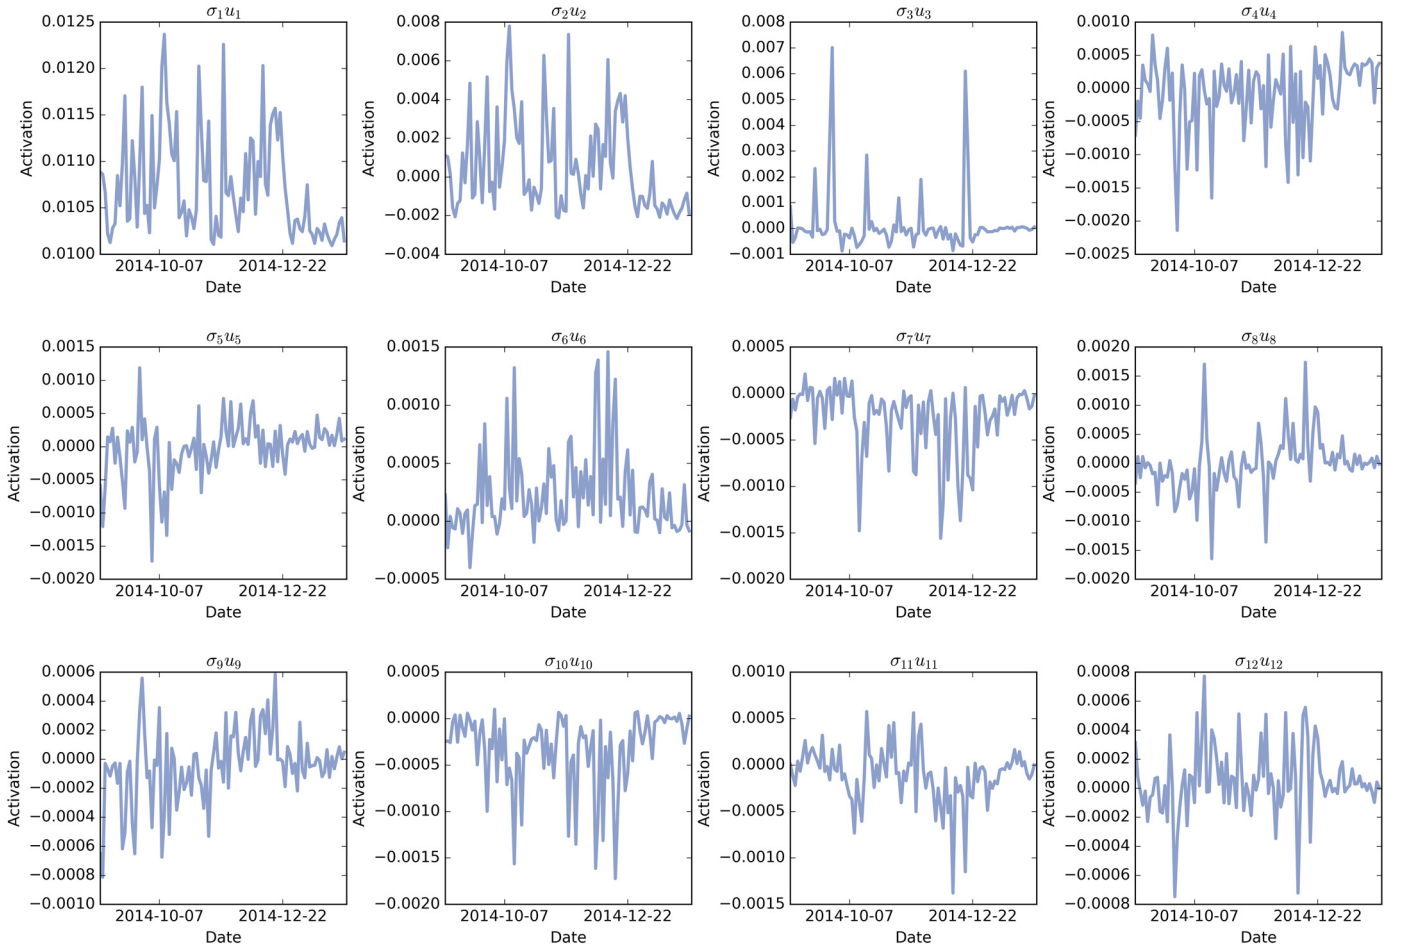 σ₁u₁
0.0125
0.0120
0.0115
0.0110
0.0105
0.0100
Activation
2014-10-07 2014-12-22
Date
σ₂u₂
0.008
0.006
0.004
0.002
0.000
−0.002
−0.004
Activation
2014-10-07 2014-12-22
Date
σ₃u₃
0.008
0.007
0.006
0.005
0.004
0.003
0.002
0.001
0.000
−0.001
Activation
2014-10-07 2014-12-22
Date
σ₄u₄
0.0010
0.0005
0.0000
−0.0005
−0.0010
−0.0015
−0.0020
−0.0025
Activation
2014-10-07 2014-12-22
Date
σ₅u₅
0.0015
0.0010
0.0005
0.0000
−0.0005
−0.0010
−0.0015
−0.0020
Activation
2014-10-07 2014-12-22
Date
σ₆u₆
0.0015
0.0010
0.0005
0.0000
−0.0005
Activation
2014-10-07 2014-12-22
Date
σ₇u₇
0.0005
0.0000
−0.0005
−0.0010
−0.0015
−0.0020
Activation
2014-10-07 2014-12-22
Date
σ₈u₈
0.0020
0.0015
0.0010
0.0005
0.0000
−0.0005
−0.0010
−0.0015
−0.0020
Activation
2014-10-07 2014-12-22
Date
σ₉u₉
0.0006
0.0004
0.0002
0.0000
−0.0002
−0.0004
−0.0006
−0.0008
−0.0010
Activation
2014-10-07 2014-12-22
Date
σ₁₀u₁₀
0.0005
0.0000
−0.0005
−0.0010
−0.0015
−0.0020
Activation
2014-10-07 2014-12-22
Date
σ₁₁u₁₁
0.0010
0.0005
0.0000
−0.0005
−0.0010
−0.0015
Activation
2014-10-07 2014-12-22
Date
σ₁₂u₁₂
0.0008
0.0006
0.0004
0.0002
0.0000
−0.0002
−0.0004
−0.0006
−0.0008
Activation
2014-10-07 2014-12-22
Date